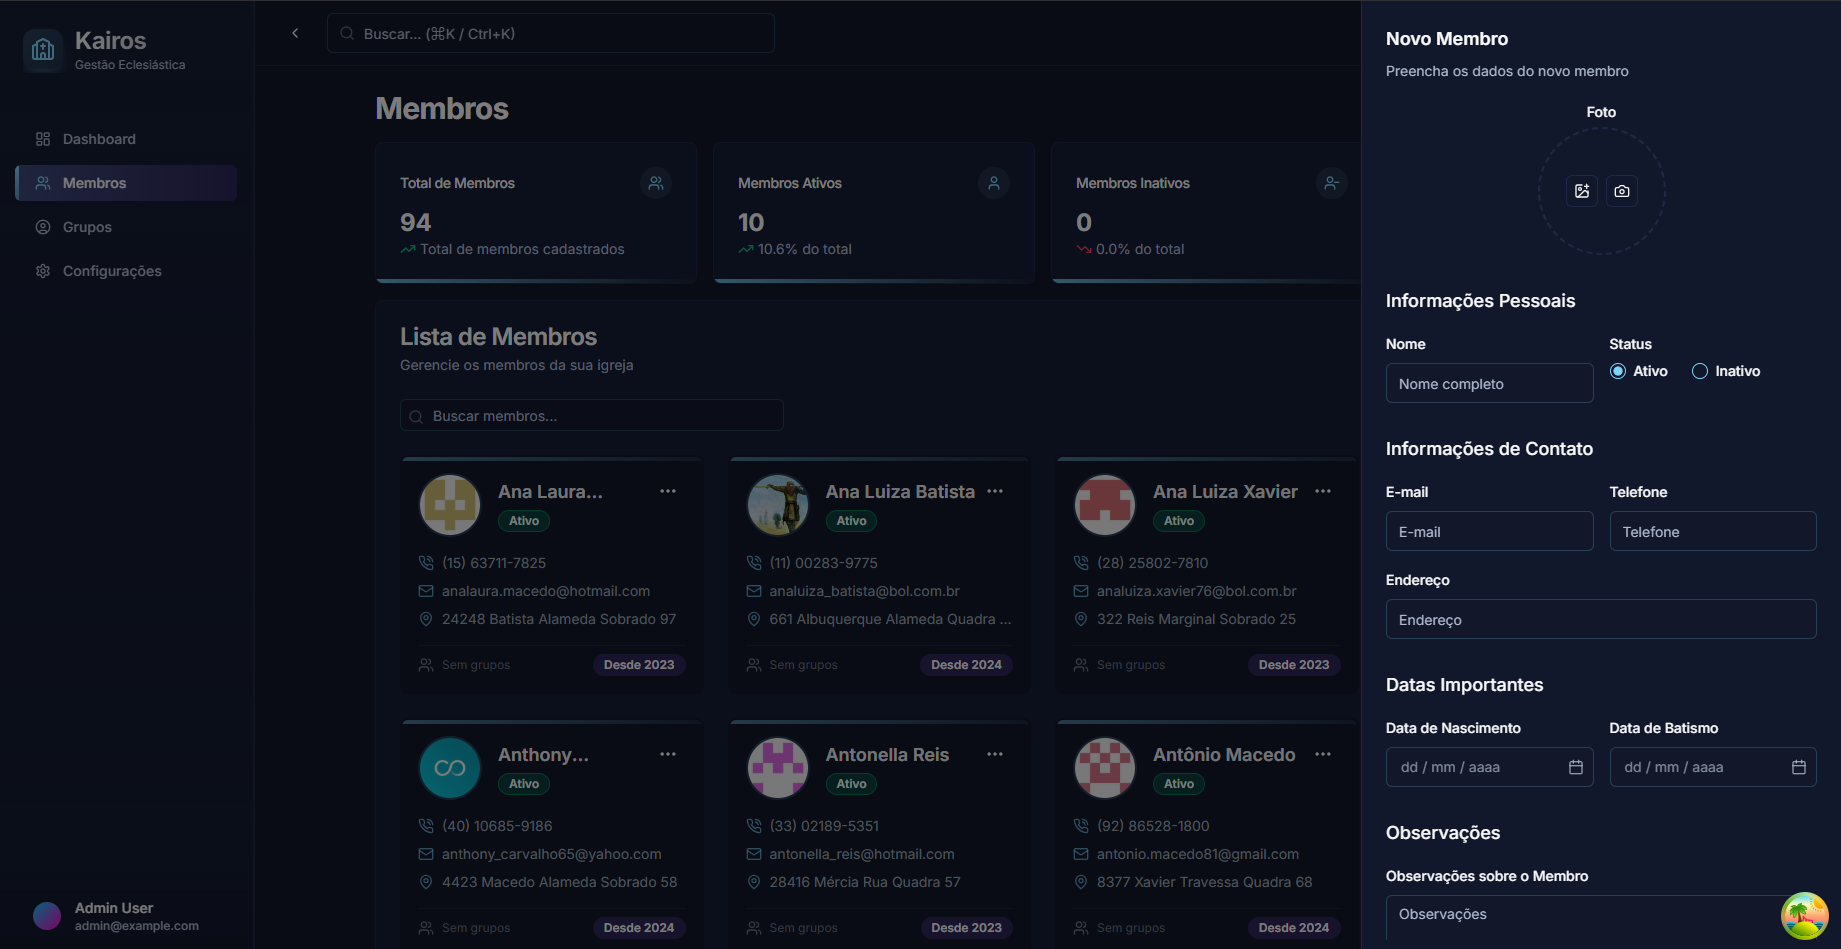 Kairos
Gestão Eclesiástica
Dashboard
Membros
Grupos
Configurações
Admin User
admin@example.com
Buscar... (⌘K / Ctrl+K)
Membros
Total de Membros
94
Total de membros cadastrados
Membros Ativos
10
10.6% do total
Membros Inativos
0
0.0% do total
Lista de Membros
Gerencie os membros da sua igreja
Buscar membros...
Ana Laura...
Ativo
(15) 63711-7825
analaura.macedo@hotmail.com
24248 Batista Alameda Sobrado 97
Sem grupos
Desde 2023
Ana Luiza Batista
Ativo
(11) 00283-9775
analuiza_batista@bol.com.br
661 Albuquerque Alameda Quadra ...
Sem grupos
Desde 2024
Ana Luiza Xavier
Ativo
(28) 25802-7810
analuiza.xavier76@bol.com.br
322 Reis Marginal Sobrado 25
Sem grupos
Desde 2023
Anthony...
Ativo
(40) 10685-9186
anthony_carvalho65@yahoo.com
4423 Macedo Alameda Sobrado 58
Sem grupos
Desde 2024
Antonella Reis
Ativo
(33) 02189-5351
antonella_reis@hotmail.com
28416 Mércia Rua Quadra 57
Sem grupos
Desde 2023
Antônio Macedo
Ativo
(92) 86528-1800
antonio.macedo81@gmail.com
8377 Xavier Travessa Quadra 68
Sem grupos
Desde 2024
Novo Membro
Preencha os dados do novo membro
Foto
Informações Pessoais
Nome
Nome completo
Status
Ativo
Inativo
Informações de Contato
E-mail
E-mail
Telefone
Telefone
Endereço
Endereço
Datas Importantes
Data de Nascimento
dd / mm / aaaa
Data de Batismo
dd / mm / aaaa
Observações
Observações sobre o Membro
Observações